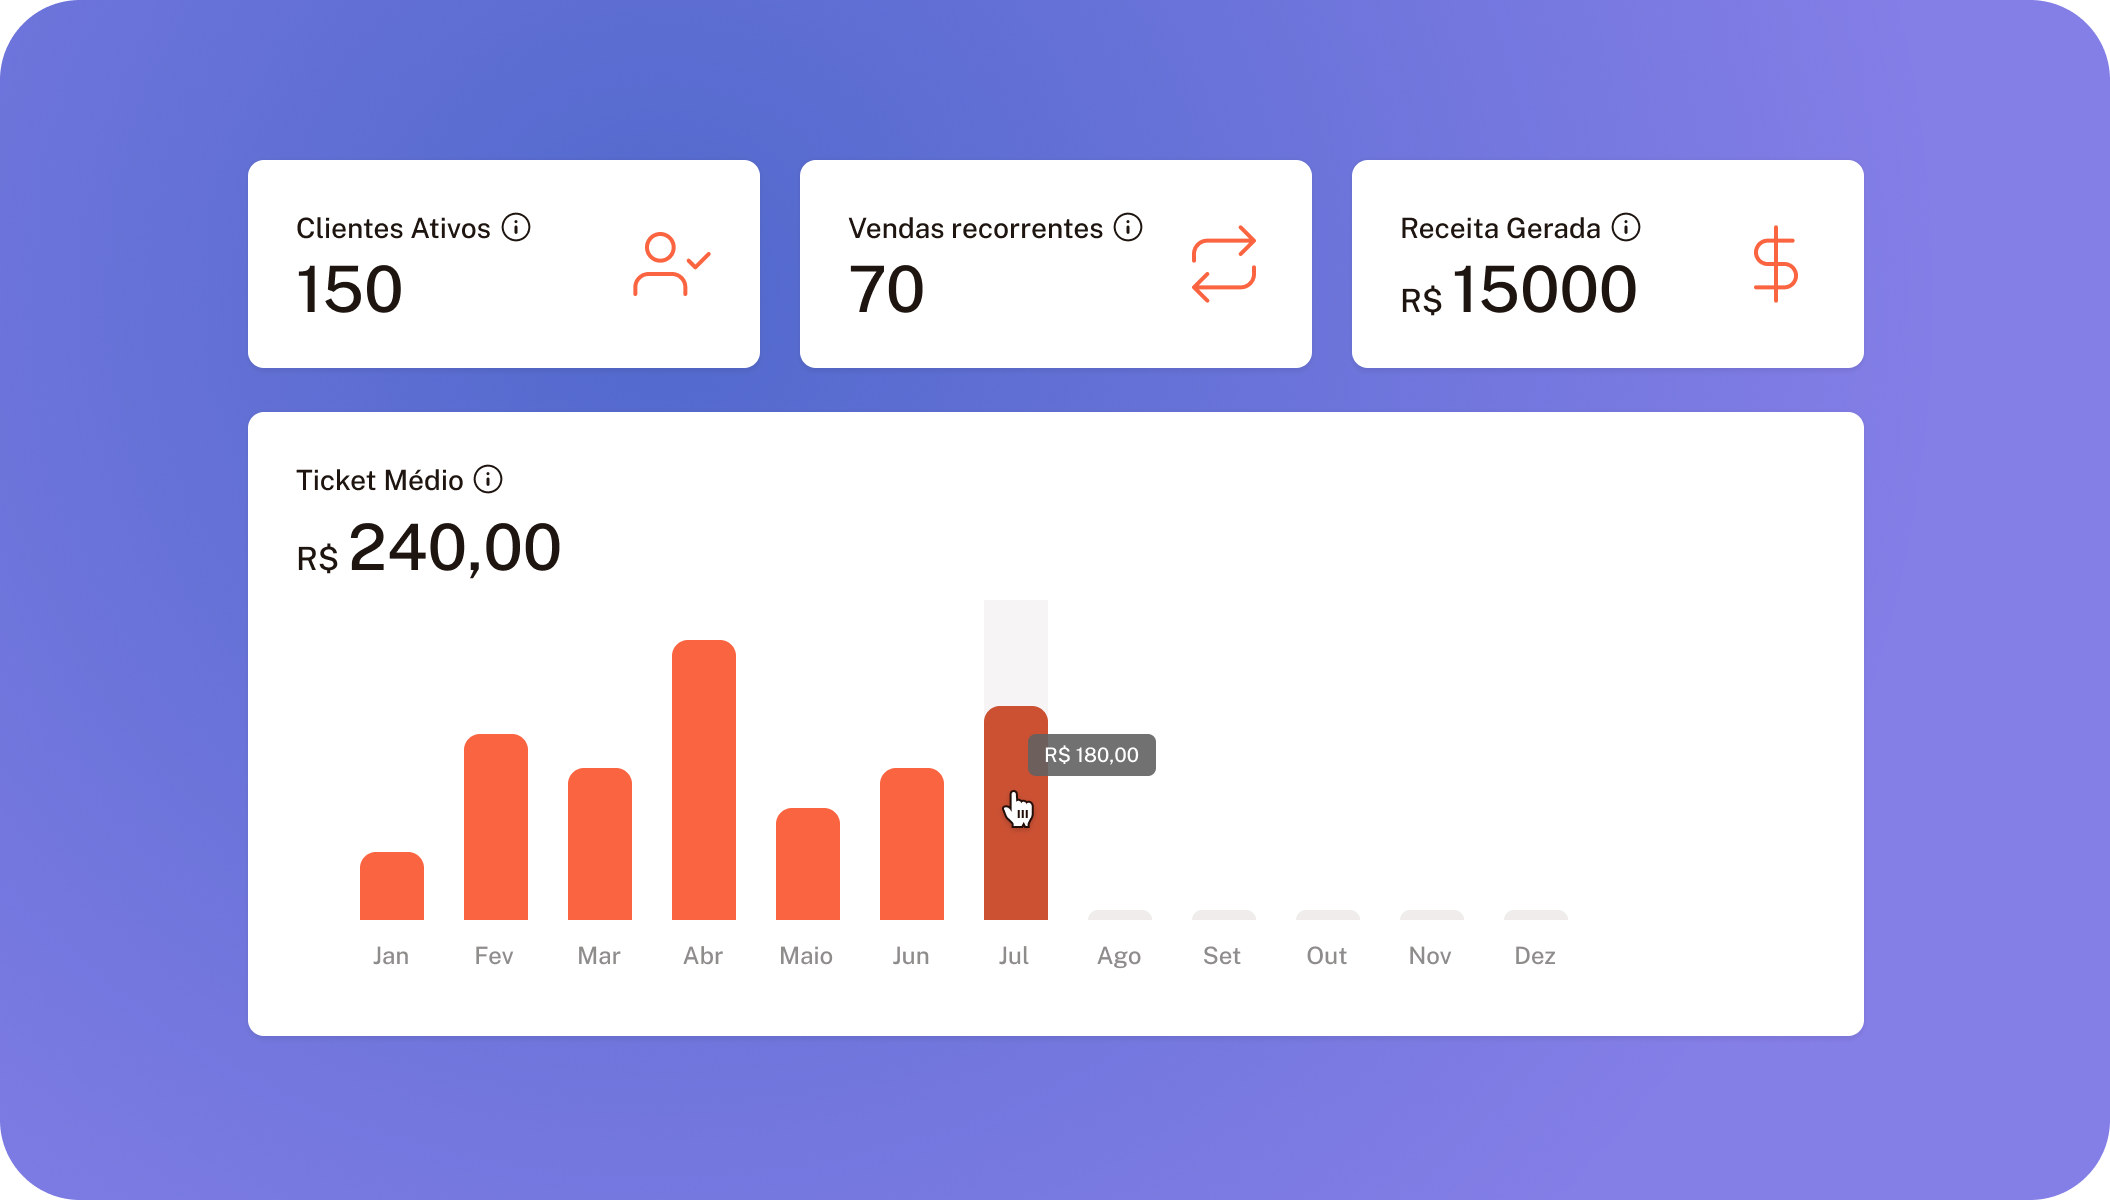 Clientes Ativos
150
Vendas recorrentes
70
Receita Gerada
R$ 15000
Ticket Médio
R$ 240,00
R$ 180,00
Jan Fev Mar Abr Maio Jun Jul Ago Set Out Nov Dez